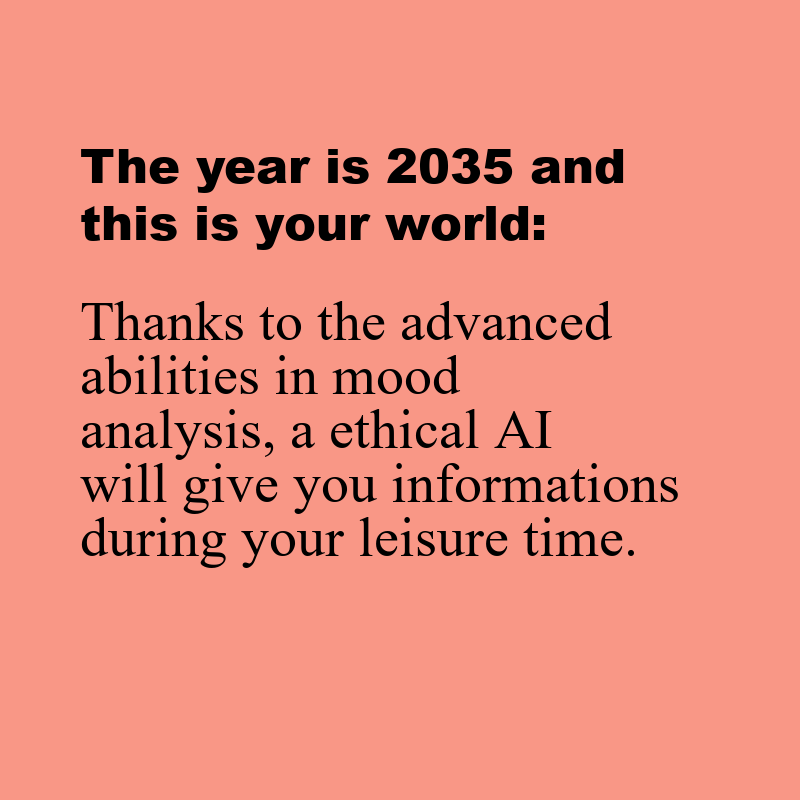 The year is 2035 and
this is your world:
Thanks to the advanced
abilities in mood
analysis, a ethical AI
will give you informations
during your leisure time.